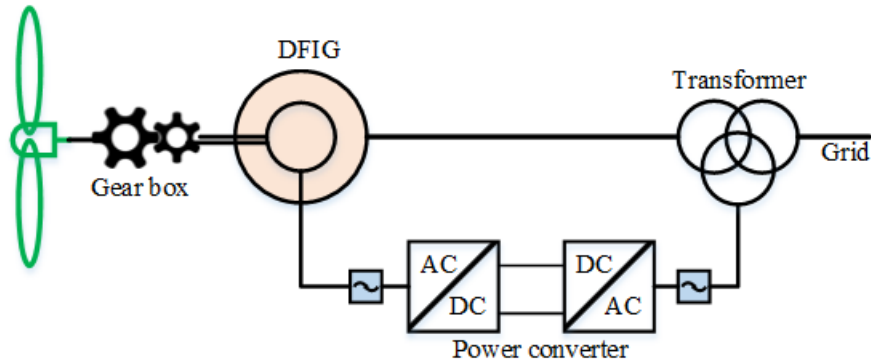 DFIG
Transformer
Gear box
Grid
AC
DC
DC
AC
Power converter